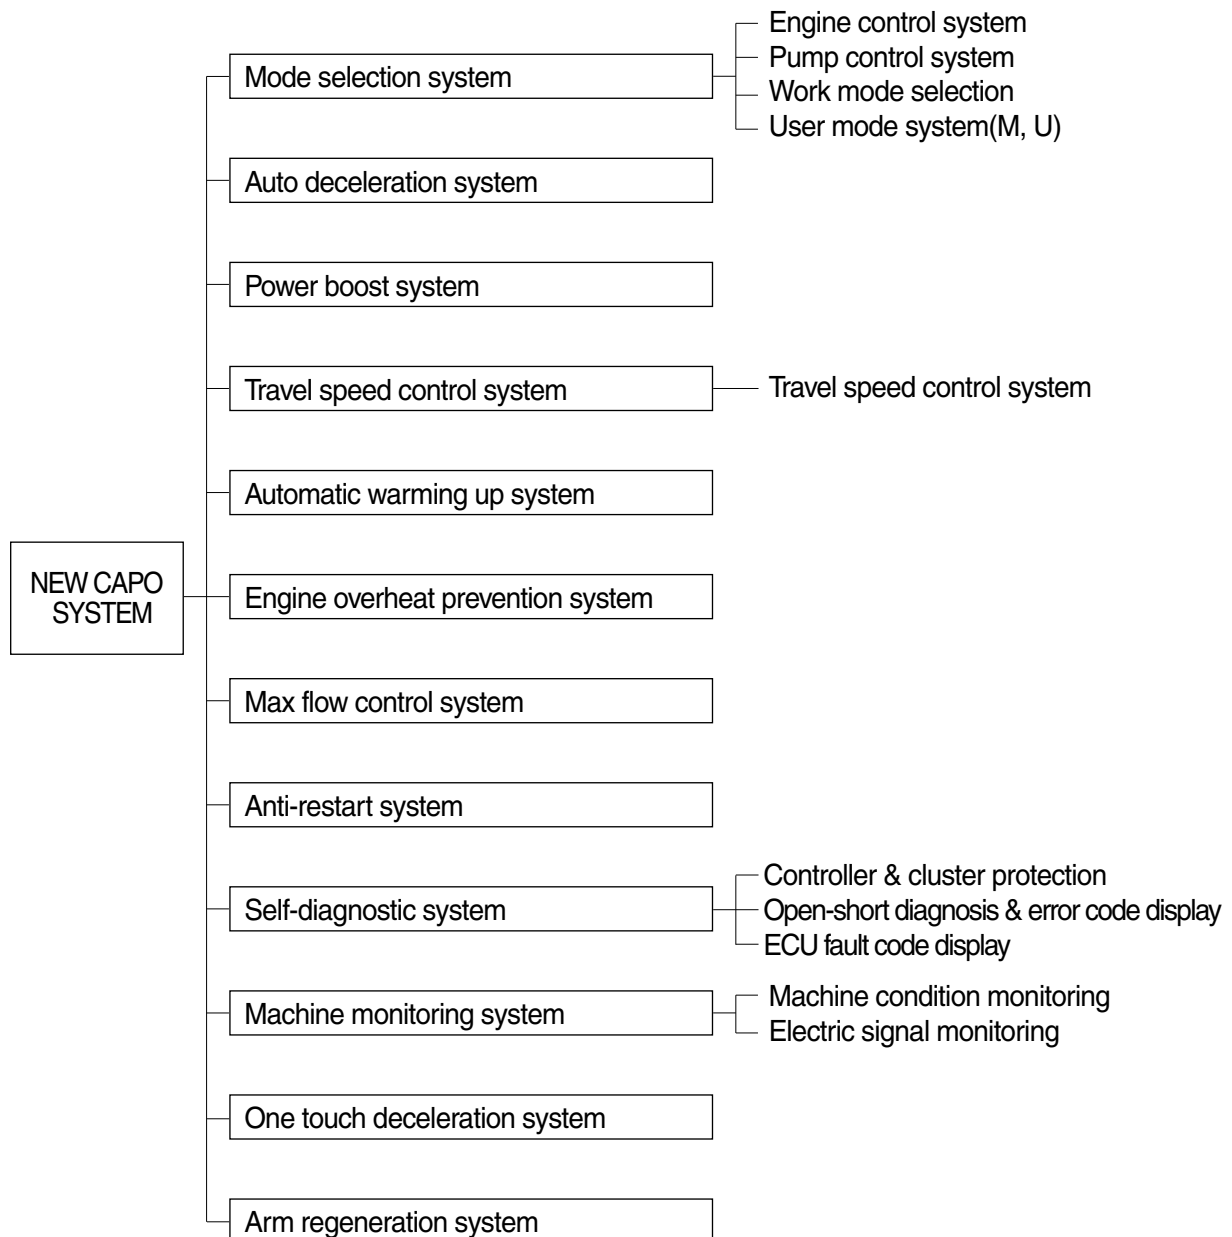 Engine control system
Pump control system
Mode selection system
Work mode selection
User mode system(M, U)
Auto deceleration system
Power boost system
Travel speed control system
Travel speed control system
Automatic warming up system
NEW CAPO
SYSTEM
Engine overheat prevention system
Max flow control system
Anti-restart system
Controller & cluster protection
Self-diagnostic system
Open-short diagnosis & error code display
ECU fault code display
Machine monitoring system
Machine condition monitoring
Electric signal monitoring
One touch deceleration system
Arm regeneration system